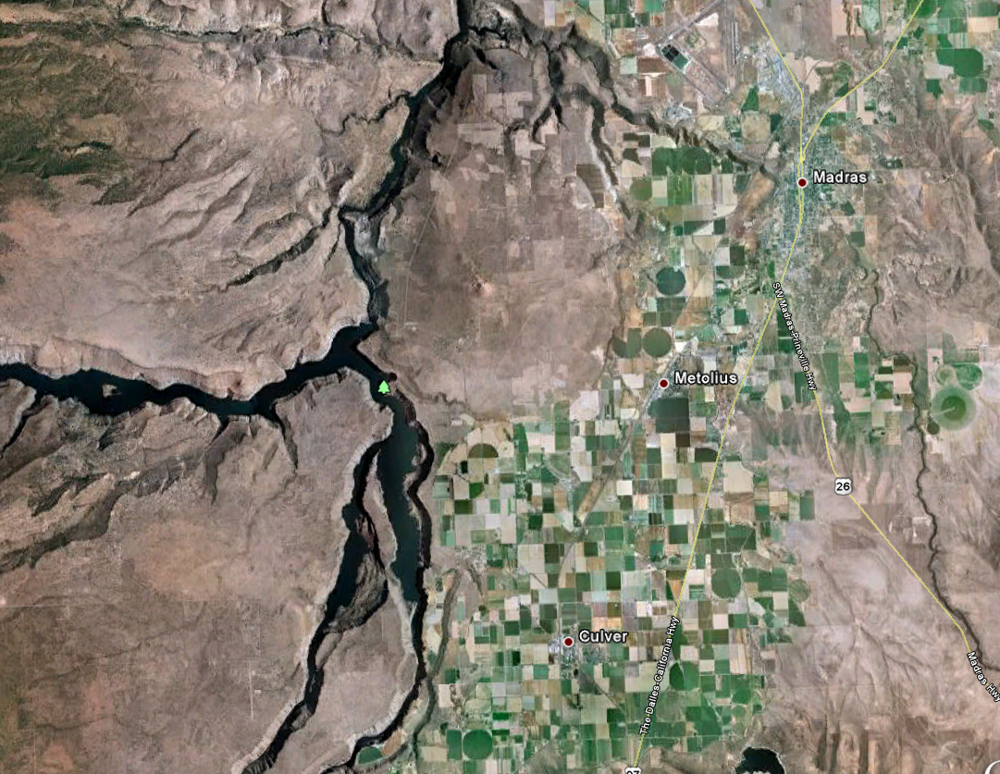 Madras
SW Madras-Prineville Hwy
Metolius
26
Culver
The Dalles-California Hwy
Madras Hwy